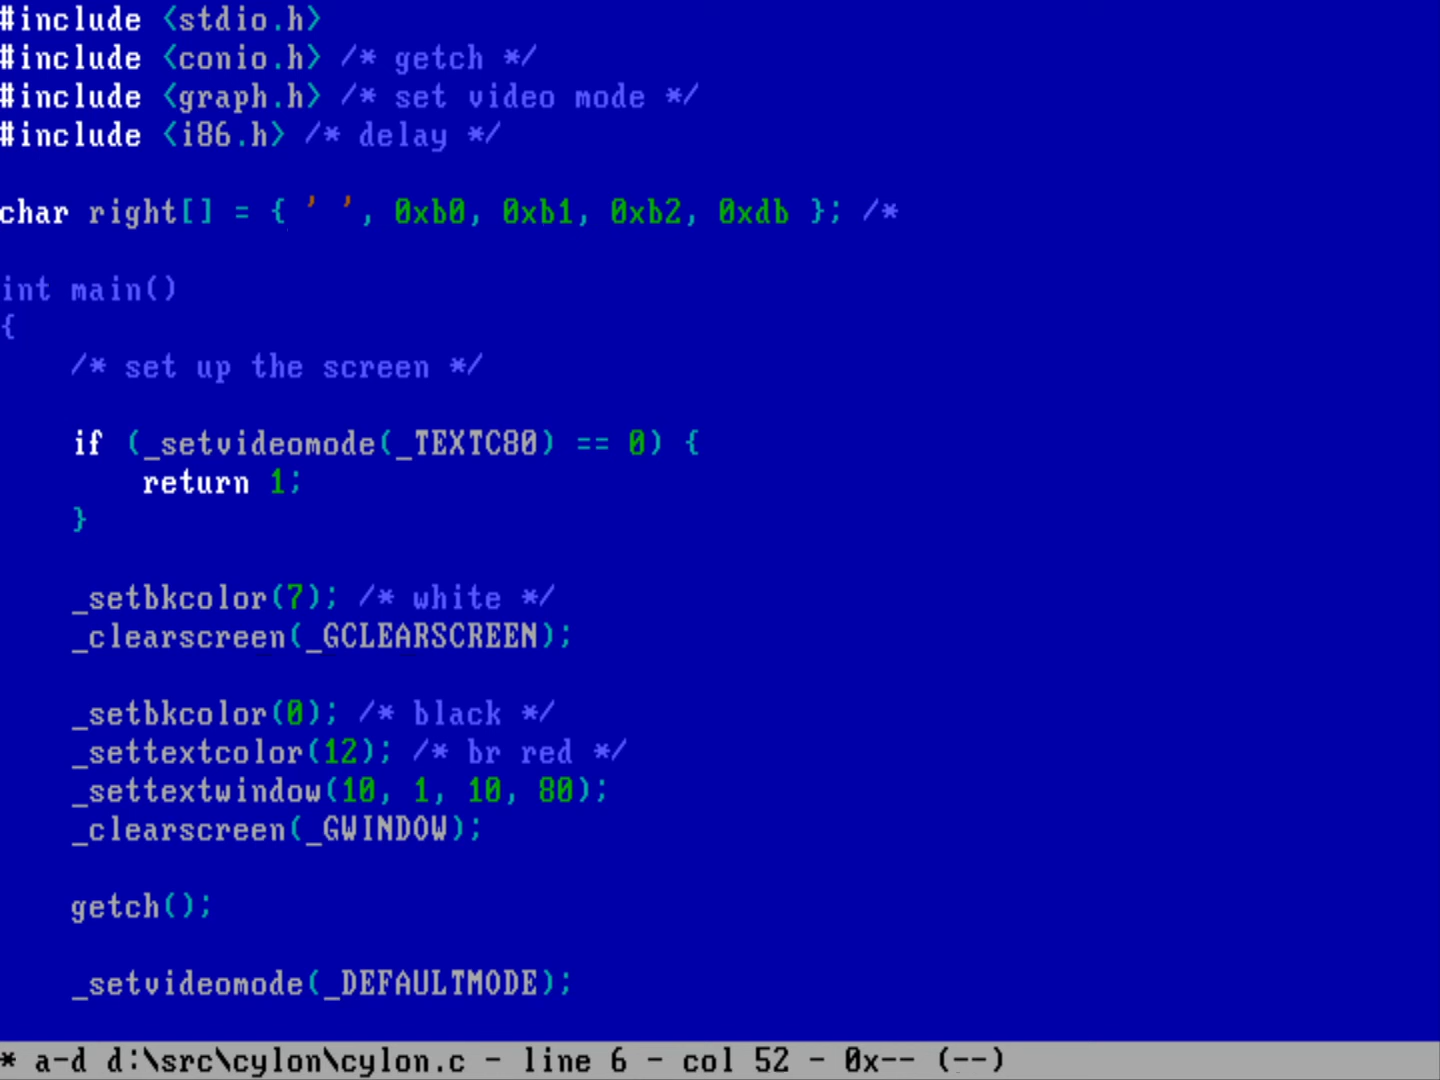 #include <stdio.h>
#include <conio.h> /* getch */
#include <graph.h> /* set video mode */
#include <i86.h> /* delay */
char right[] = { ' ', 0xb0, 0xb1, 0xb2, 0xdb }; /*
int main()
{
    /* set up the screen */
    if (_setvideomode(_TEXTC80) == 0) {
        return 1;
    }
    _setbkcolor(7); /* white */
    _clearscreen(_GCLEARSCREEN);
    _setbkcolor(0); /* black */
    _settextcolor(12); /* br red */
    _settextwindow(10, 1, 10, 80);
    _clearscreen(_GWINDOW);
    getch();
    _setvideomode(_DEFAULTMODE);
* a-d d:\src\cylon\cylon.c - line 6 - col 52 - 0x-- (--)